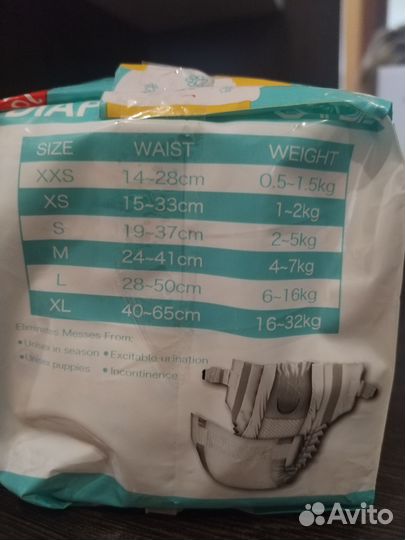 DIAP
SIZE WAIST WEIGHT
XXS 14~28cm 0.5~1.5kg
XS 15~33cm 1~2kg
S 19~37cm 2~5kg
M 24~41cm 4~7kg
L 28~50cm 6~16kg
XL 40~65cm 16~32kg
Eliminates Messes From:
• Unisex in season • Excitable urination
• Unisex puppies • Incontinence
Avito